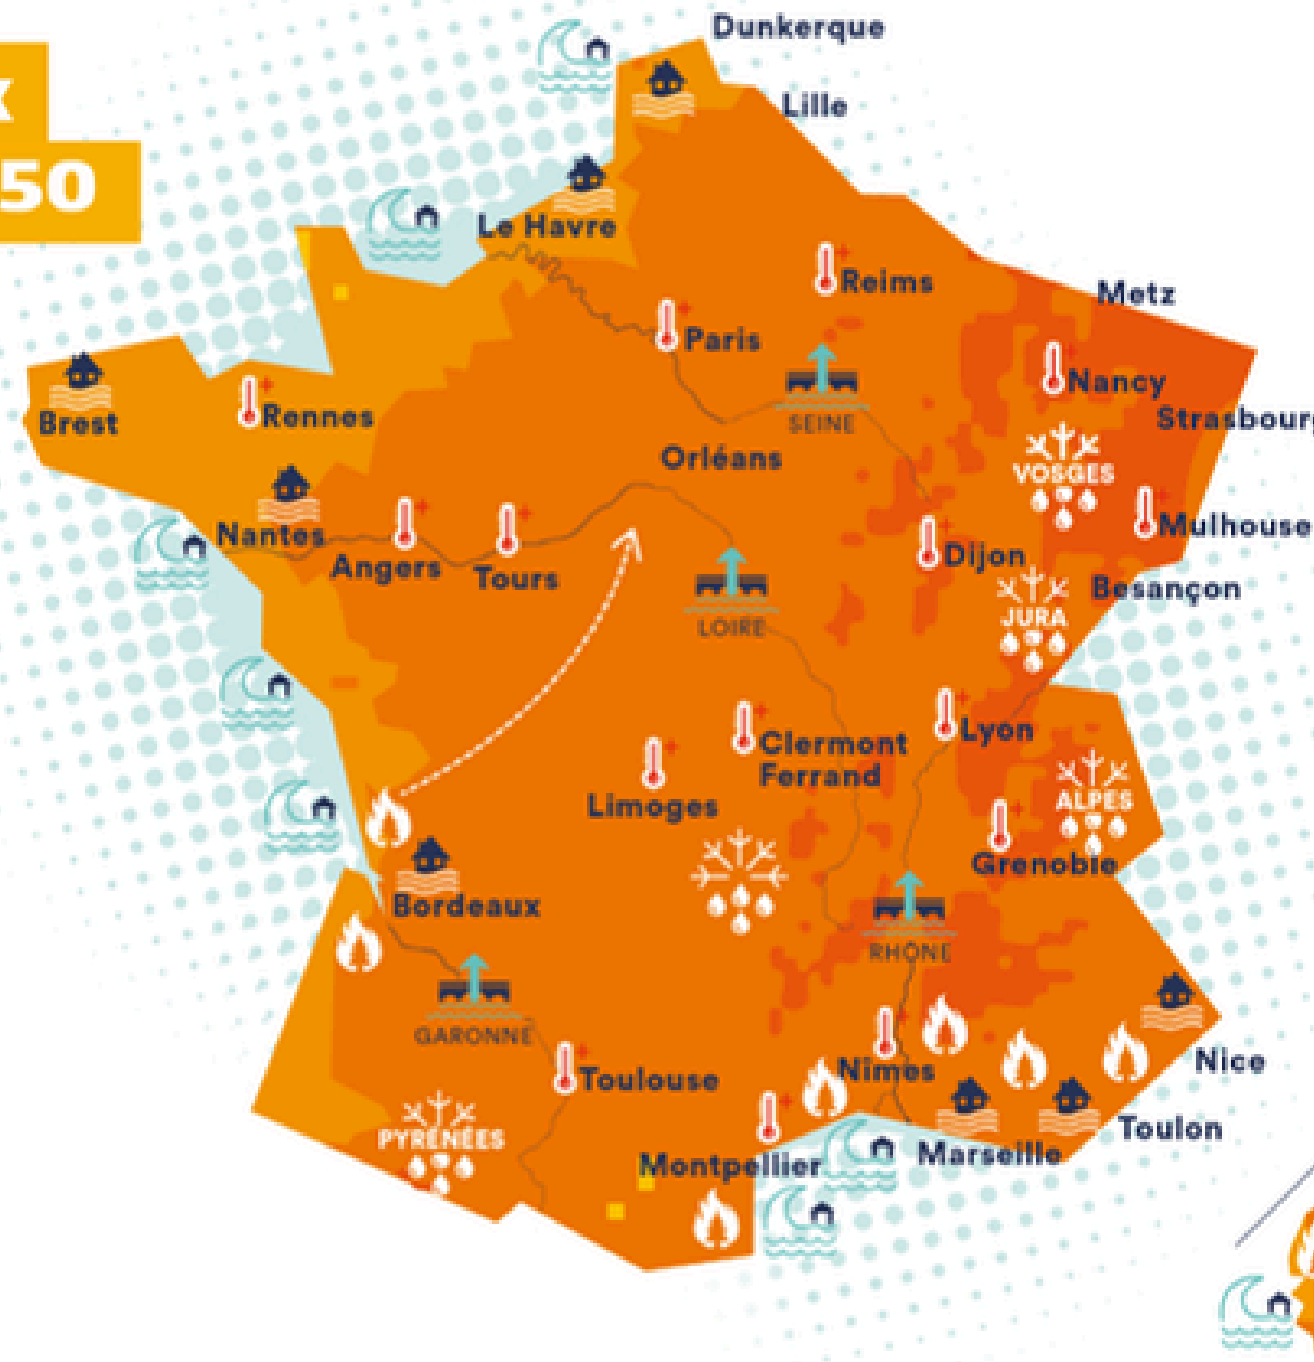 x
50
Dunkerque
Lille
Le Havre
Reims
Metz
Paris
Nancy
Brest
Rennes
SEINE
Strasbourg
Orléans
VOSGES
Nantes
Mulhouse
Angers
Tours
Dijon
Besançon
LOIRE
JURA
Lyon
Clermont
Ferrand
Limoges
ALPES
Grenoble
Bordeaux
RHÔNE
GARONNE
Nice
Nimes
Toulouse
Toulon
PYRÉNÉES
Marseille
Montpellier